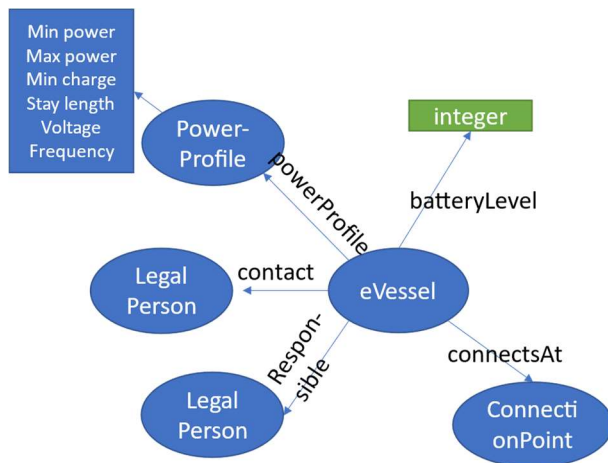 Min power
Max power
Min charge
Stay length
Voltage
Frequency
Power-
Profile
integer
powerProfile
batteryLevel
Legal
Person
contact
eVessel
Respon-
sible
connectsAt
Legal
Person
Connecti
onPoint